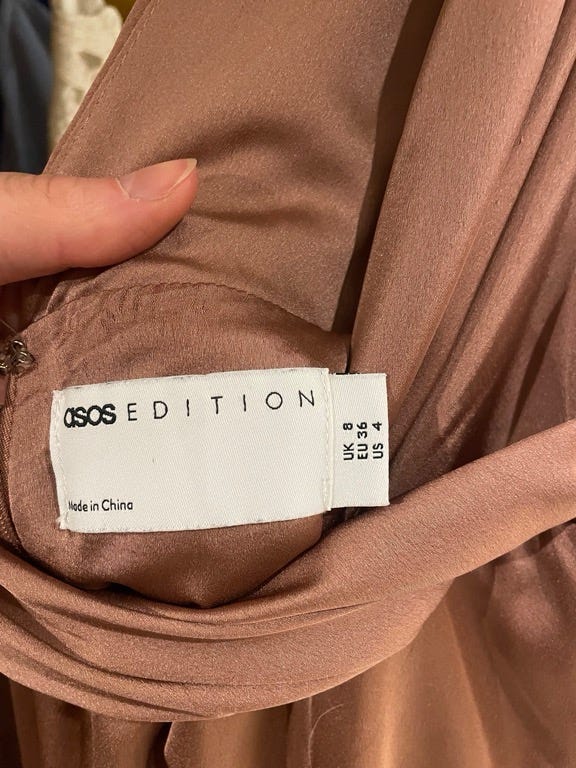 asos EDITION
Made in China
UK 8
EU 36
US 4